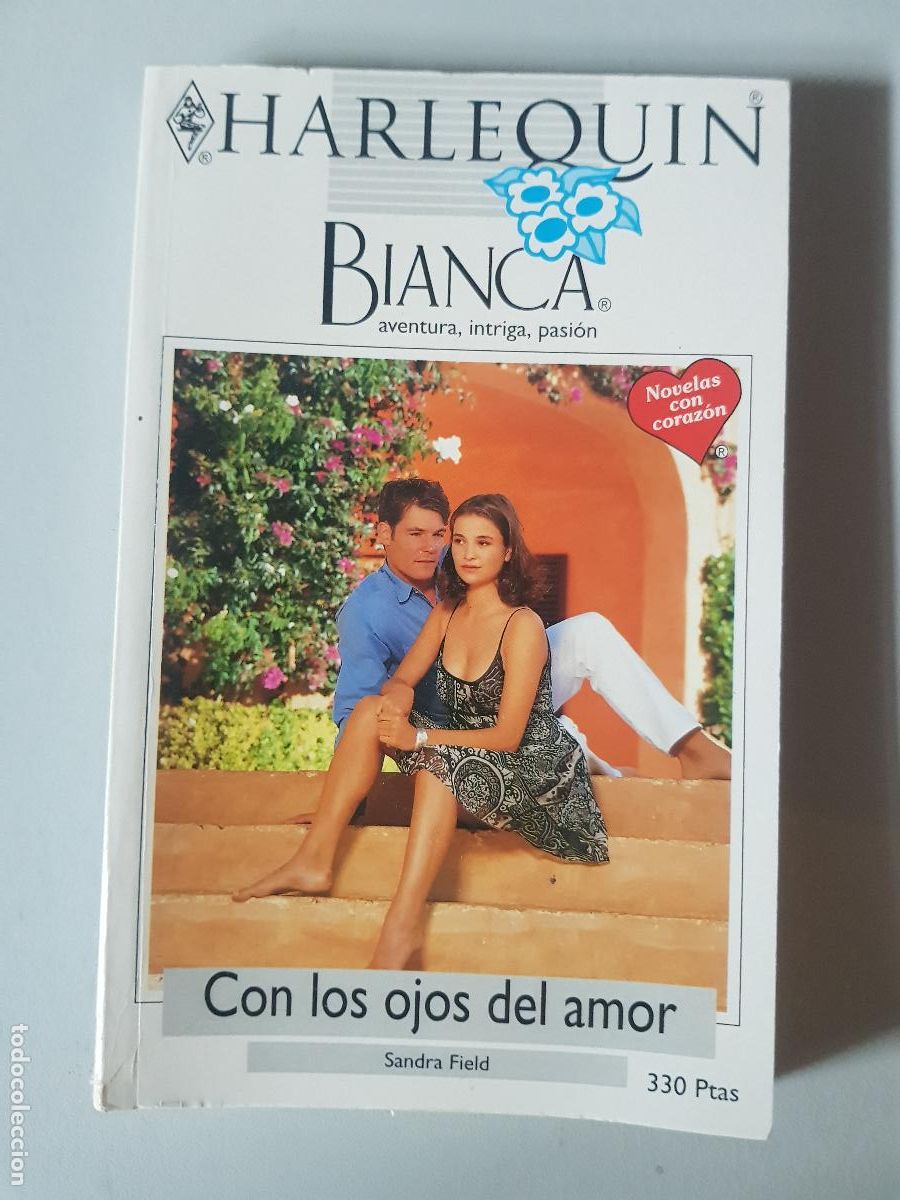 HARLEQUIN®
®
BIANCA®
aventura, intriga, pasión
Novelas
con
corazón
®
Con los ojos del amor
Sandra Field
330 Ptas
todocoleccion